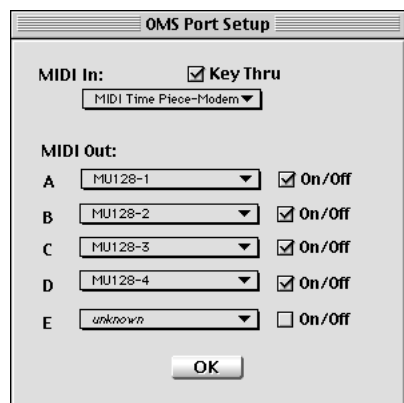 OMS Port Setup
MIDI In: Key Thru
MIDI Time Piece-Modem
MIDI Out:
A MU128-1 On/Off
B MU128-2 On/Off
C MU128-3 On/Off
D MU128-4 On/Off
E unknown On/Off
OK